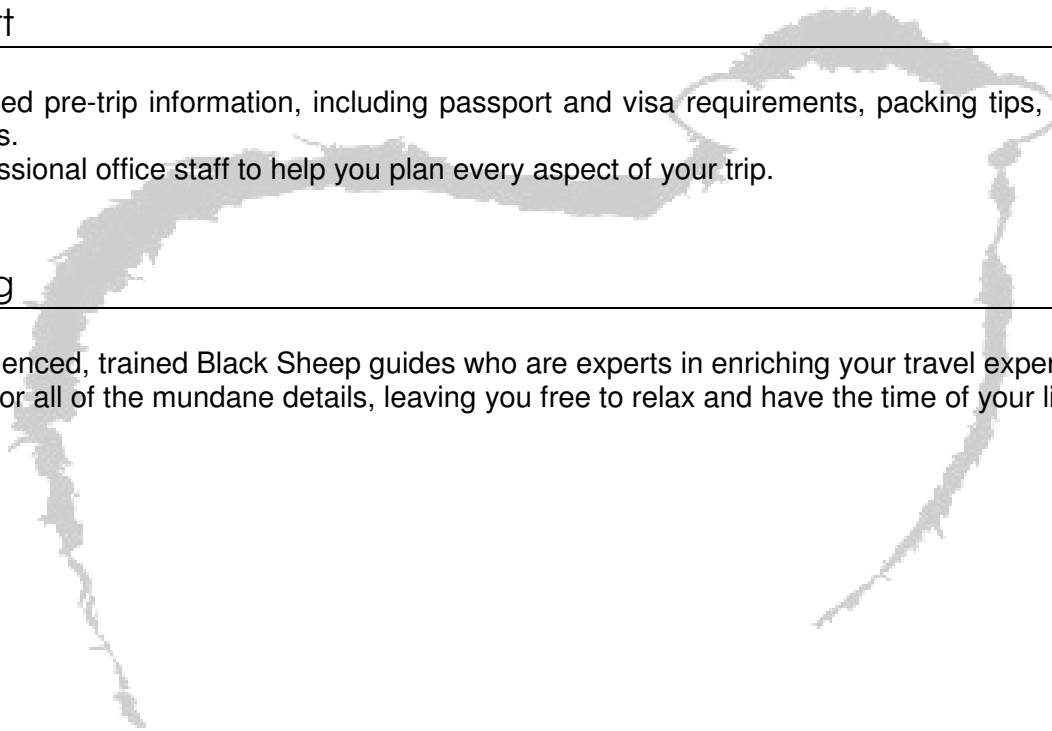 rt
ed pre-trip information, including passport and visa requirements, packing tips,
s.
ssional office staff to help you plan every aspect of your trip.
g
enced, trained Black Sheep guides who are experts in enriching your travel exper
or all of the mundane details, leaving you free to relax and have the time of your li